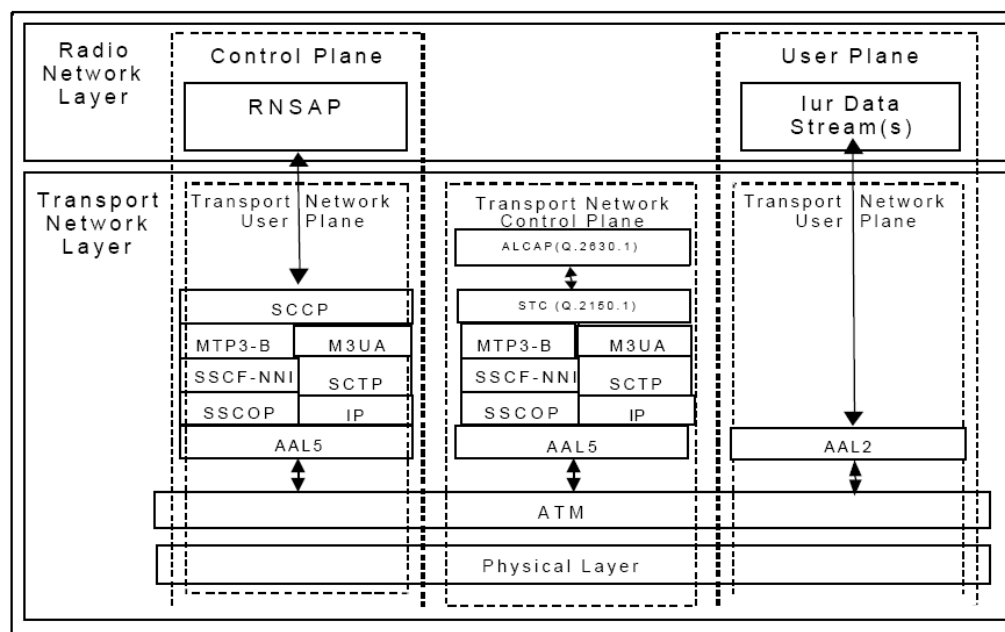 Radio
Network
Layer
Control Plane
RNSAP
User Plane
Iur Data
Stream(s)
Transport
Network
Layer
Transport Network
User Plane
SCCP
MTP3-B
M3UA
SSCF-NNI
SCTP
SSCOP
IP
AAL5
Transport Network
Control Plane
ALCAP(Q.2630.1)
STC (Q.2150.1)
MTP3-B
M3UA
SSCF-NNI
SCTP
SSCOP
IP
AAL5
Transport Network
User Plane
AAL2
ATM
Physical Layer